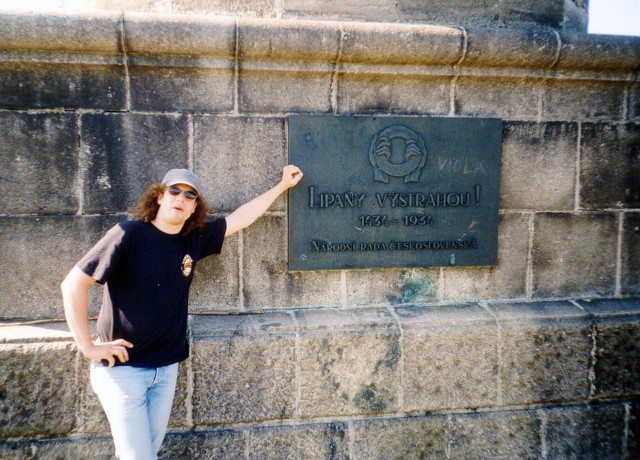 VIOLA
LIPANY VÝSTRAHOU!
1434-1934
NÁRODNÍ RADA ČESKOSLOVENSKÁ